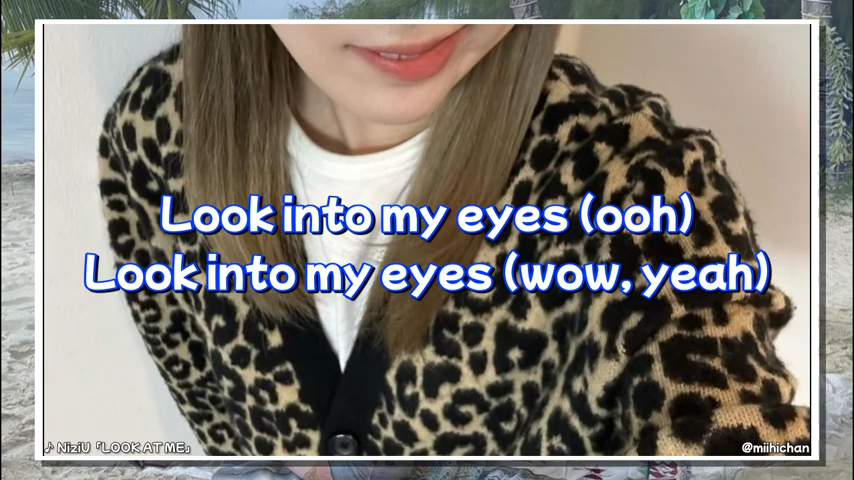 Look into my eyes (ooh)
Look into my eyes (wow, yeah)
♪ NiziU「LOOK AT ME」
@miihichan